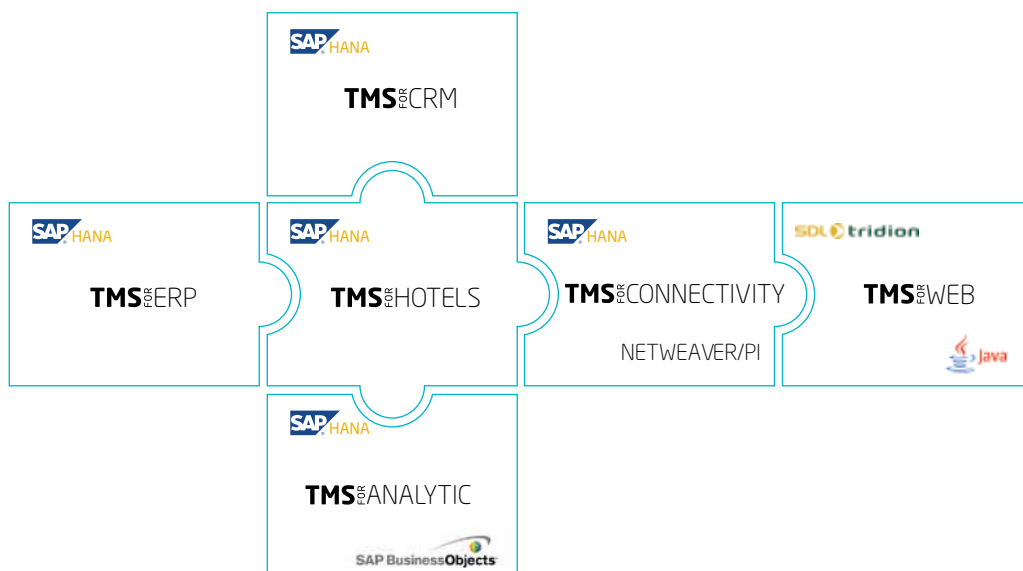 SAP HANA
TMS FOR CRM
SAP HANA
TMS FOR ERP
SAP HANA
TMS FOR HOTELS
SAP HANA
TMS FOR CONNECTIVITY
NETWEAVER/PI
SDL tridion
TMS FOR WEB
Java
SAP HANA
TMS FOR ANALYTIC
SAP BusinessObjects